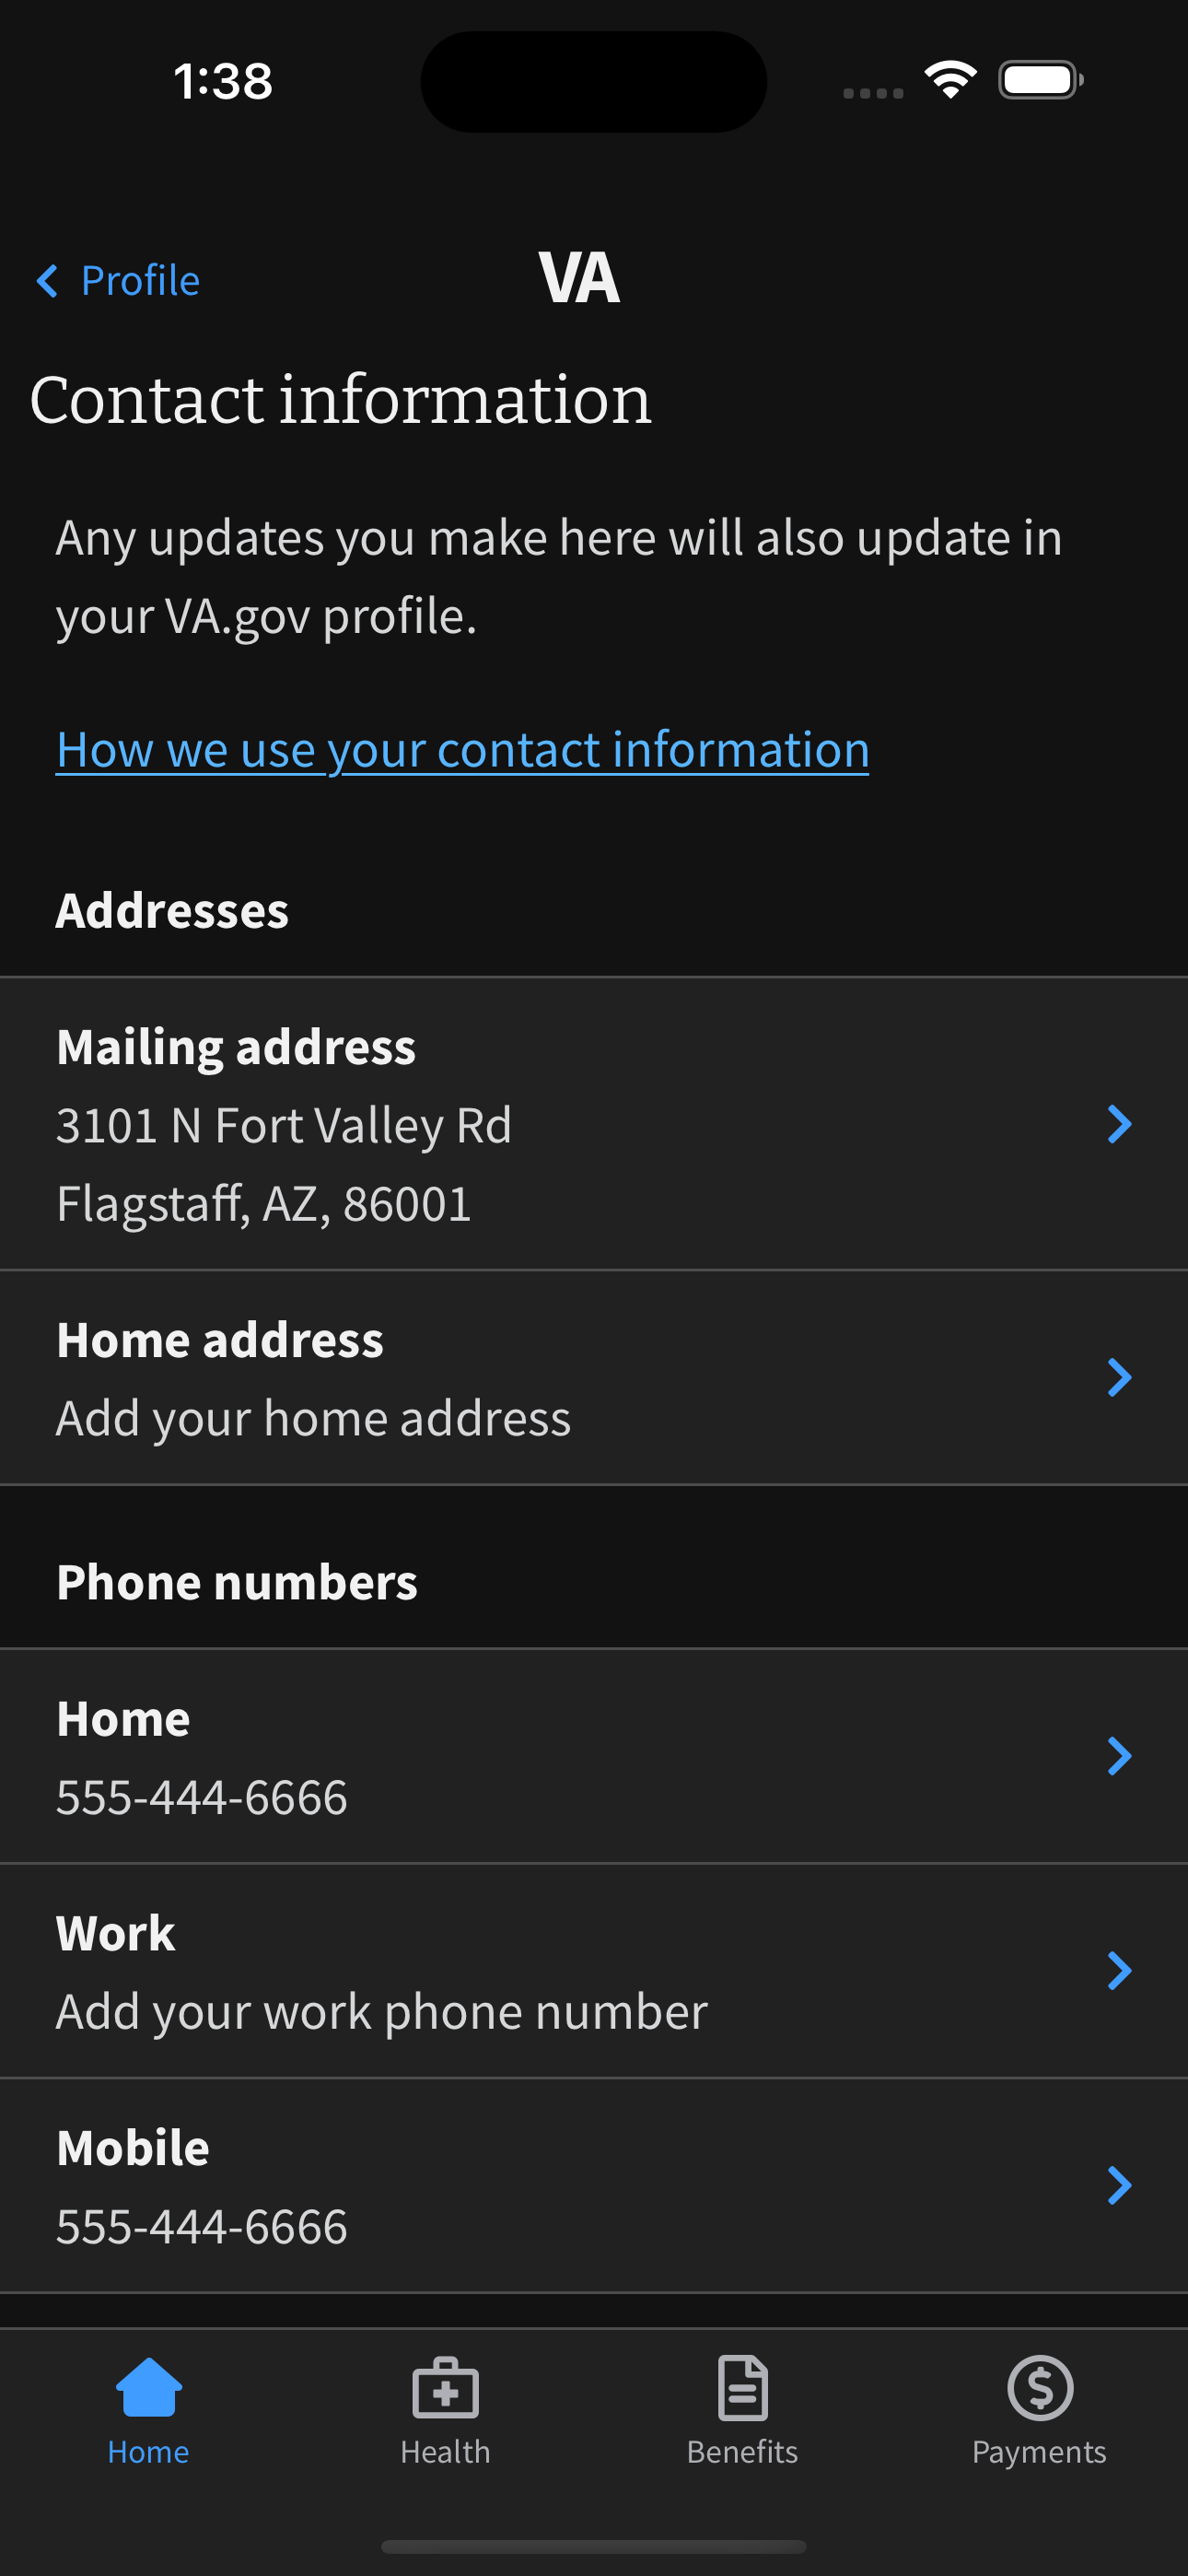 1:38
Profile
VA
Contact information
Any updates you make here will also update in
your VA.gov profile.
How we use your contact information
Addresses
Mailing address
3101 N Fort Valley Rd
Flagstaff, AZ, 86001
Home address
Add your home address
Phone numbers
Home
555-444-6666
Work
Add your work phone number
Mobile
555-444-6666
Home
Health
Benefits
Payments